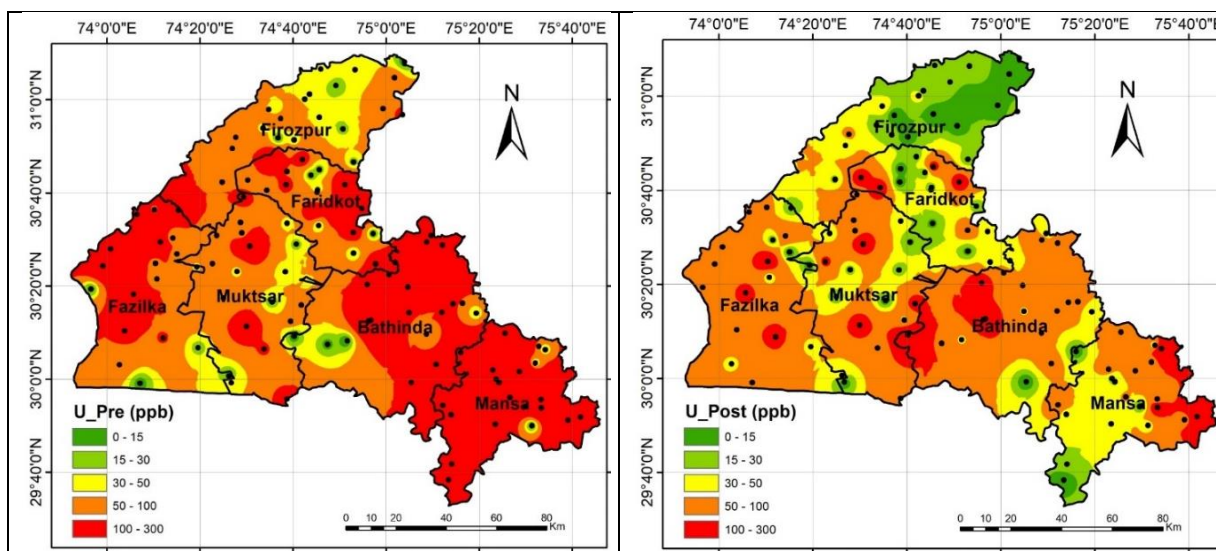 74°0'0"E 74°20'0"E 74°40'0"E 75°0'0"E 75°20'0"E 75°40'0"E
31°0'0"N
30°40'0"N
30°20'0"N
30°0'0"N
29°40'0"N
N
Firozpur
Faridkot
Fazilka
Muktsar
Bathinda
Mansa
U_Pre (ppb)
0 - 15
15 - 30
30 - 50
50 - 100
100 - 300
0 10 20 40 60 80
Km
74°0'0"E 74°20'0"E 74°40'0"E 75°0'0"E 75°20'0"E 75°40'0"E
31°0'0"N
30°40'0"N
30°20'0"N
30°0'0"N
29°40'0"N
N
Firozpur
Faridkot
Fazilka
Muktsar
Bathinda
Mansa
U_Post (ppb)
0 - 15
15 - 30
30 - 50
50 - 100
100 - 300
0 10 20 40 60 80
Km